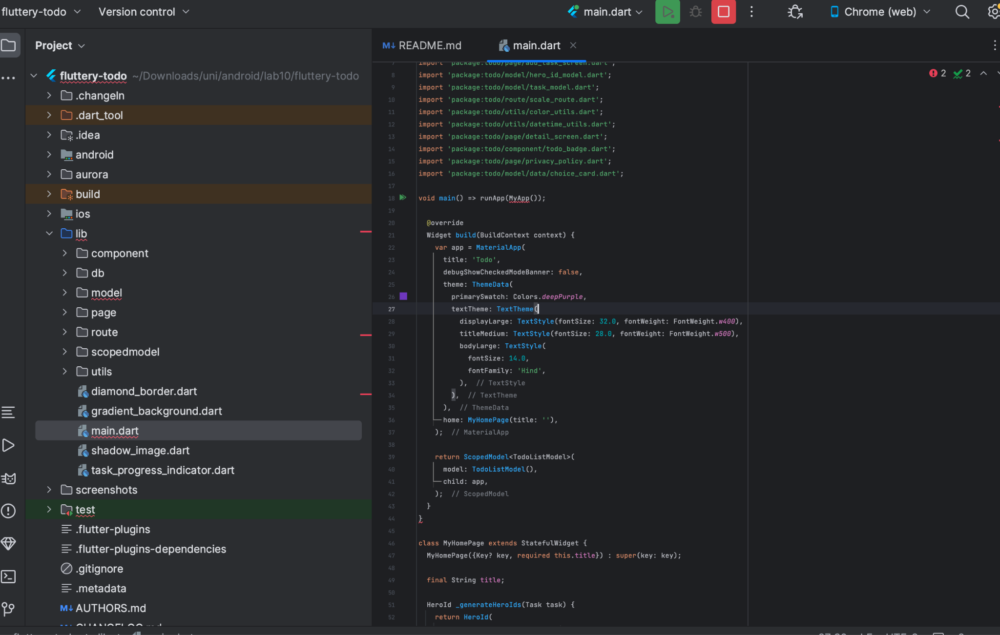 fluttery-todo
Version control
main.dart
Chrome (web)
Project
README.md
main.dart
fluttery-todo ~/Downloads/uni/android/lab10/fluttery-todo
.changeln
.dart_tool
.idea
android
aurora
build
ios
lib
component
db
model
page
route
scopedmodel
utils
diamond_border.dart
gradient_background.dart
main.dart
shadow_image.dart
task_progress_indicator.dart
screenshots
test
.flutter-plugins
.flutter-plugins-dependencies
.gitignore
.metadata
M↓ AUTHORS.md
CHANGELOG.md
2 2
7 import 'package:todo/page/add_task_screen.dart';
8 import 'package:todo/model/hero_id_model.dart';
9 import 'package:todo/model/task_model.dart';
10 import 'package:todo/route/scale_route.dart';
11 import 'package:todo/utils/color_utils.dart';
12 import 'package:todo/utils/datetime_utils.dart';
13 import 'package:todo/page/detail_screen.dart';
14 import 'package:todo/component/todo_badge.dart';
15 import 'package:todo/page/privacy_policy.dart';
16 import 'package:todo/model/data/choice_card.dart';
17
18 void main() => runApp(MyApp());
19
20 @override
21 Widget build(BuildContext context) {
22 var app = MaterialApp(
23 title: 'Todo',
24 debugShowCheckedModeBanner: false,
25 theme: ThemeData(
26 primarySwatch: Colors.deepPurple,
27 textTheme: TextTheme(
28 displayLarge: TextStyle(fontSize: 32.0, fontWeight: FontWeight.w400),
29 titleMedium: TextStyle(fontSize: 28.0, fontWeight: FontWeight.w500),
30 bodyLarge: TextStyle(
31 fontSize: 14.0,
32 fontFamily: 'Hind',
33 ), // TextStyle
34 ), // TextTheme
35 ), // ThemeData
36 home: MyHomePage(title: ''),
37 ); // MaterialApp
38
39 return ScopedModel<TodoListModel>(
40 model: TodoListModel(),
41 child: app,
42 ); // ScopedModel
43 }
44 }
45
46 class MyHomePage extends StatefulWidget {
47 MyHomePage({Key? key, required this.title}) : super(key: key);
48
49 final String title;
50
51 HeroId _generateHeroIds(Task task) {
52 return HeroId(